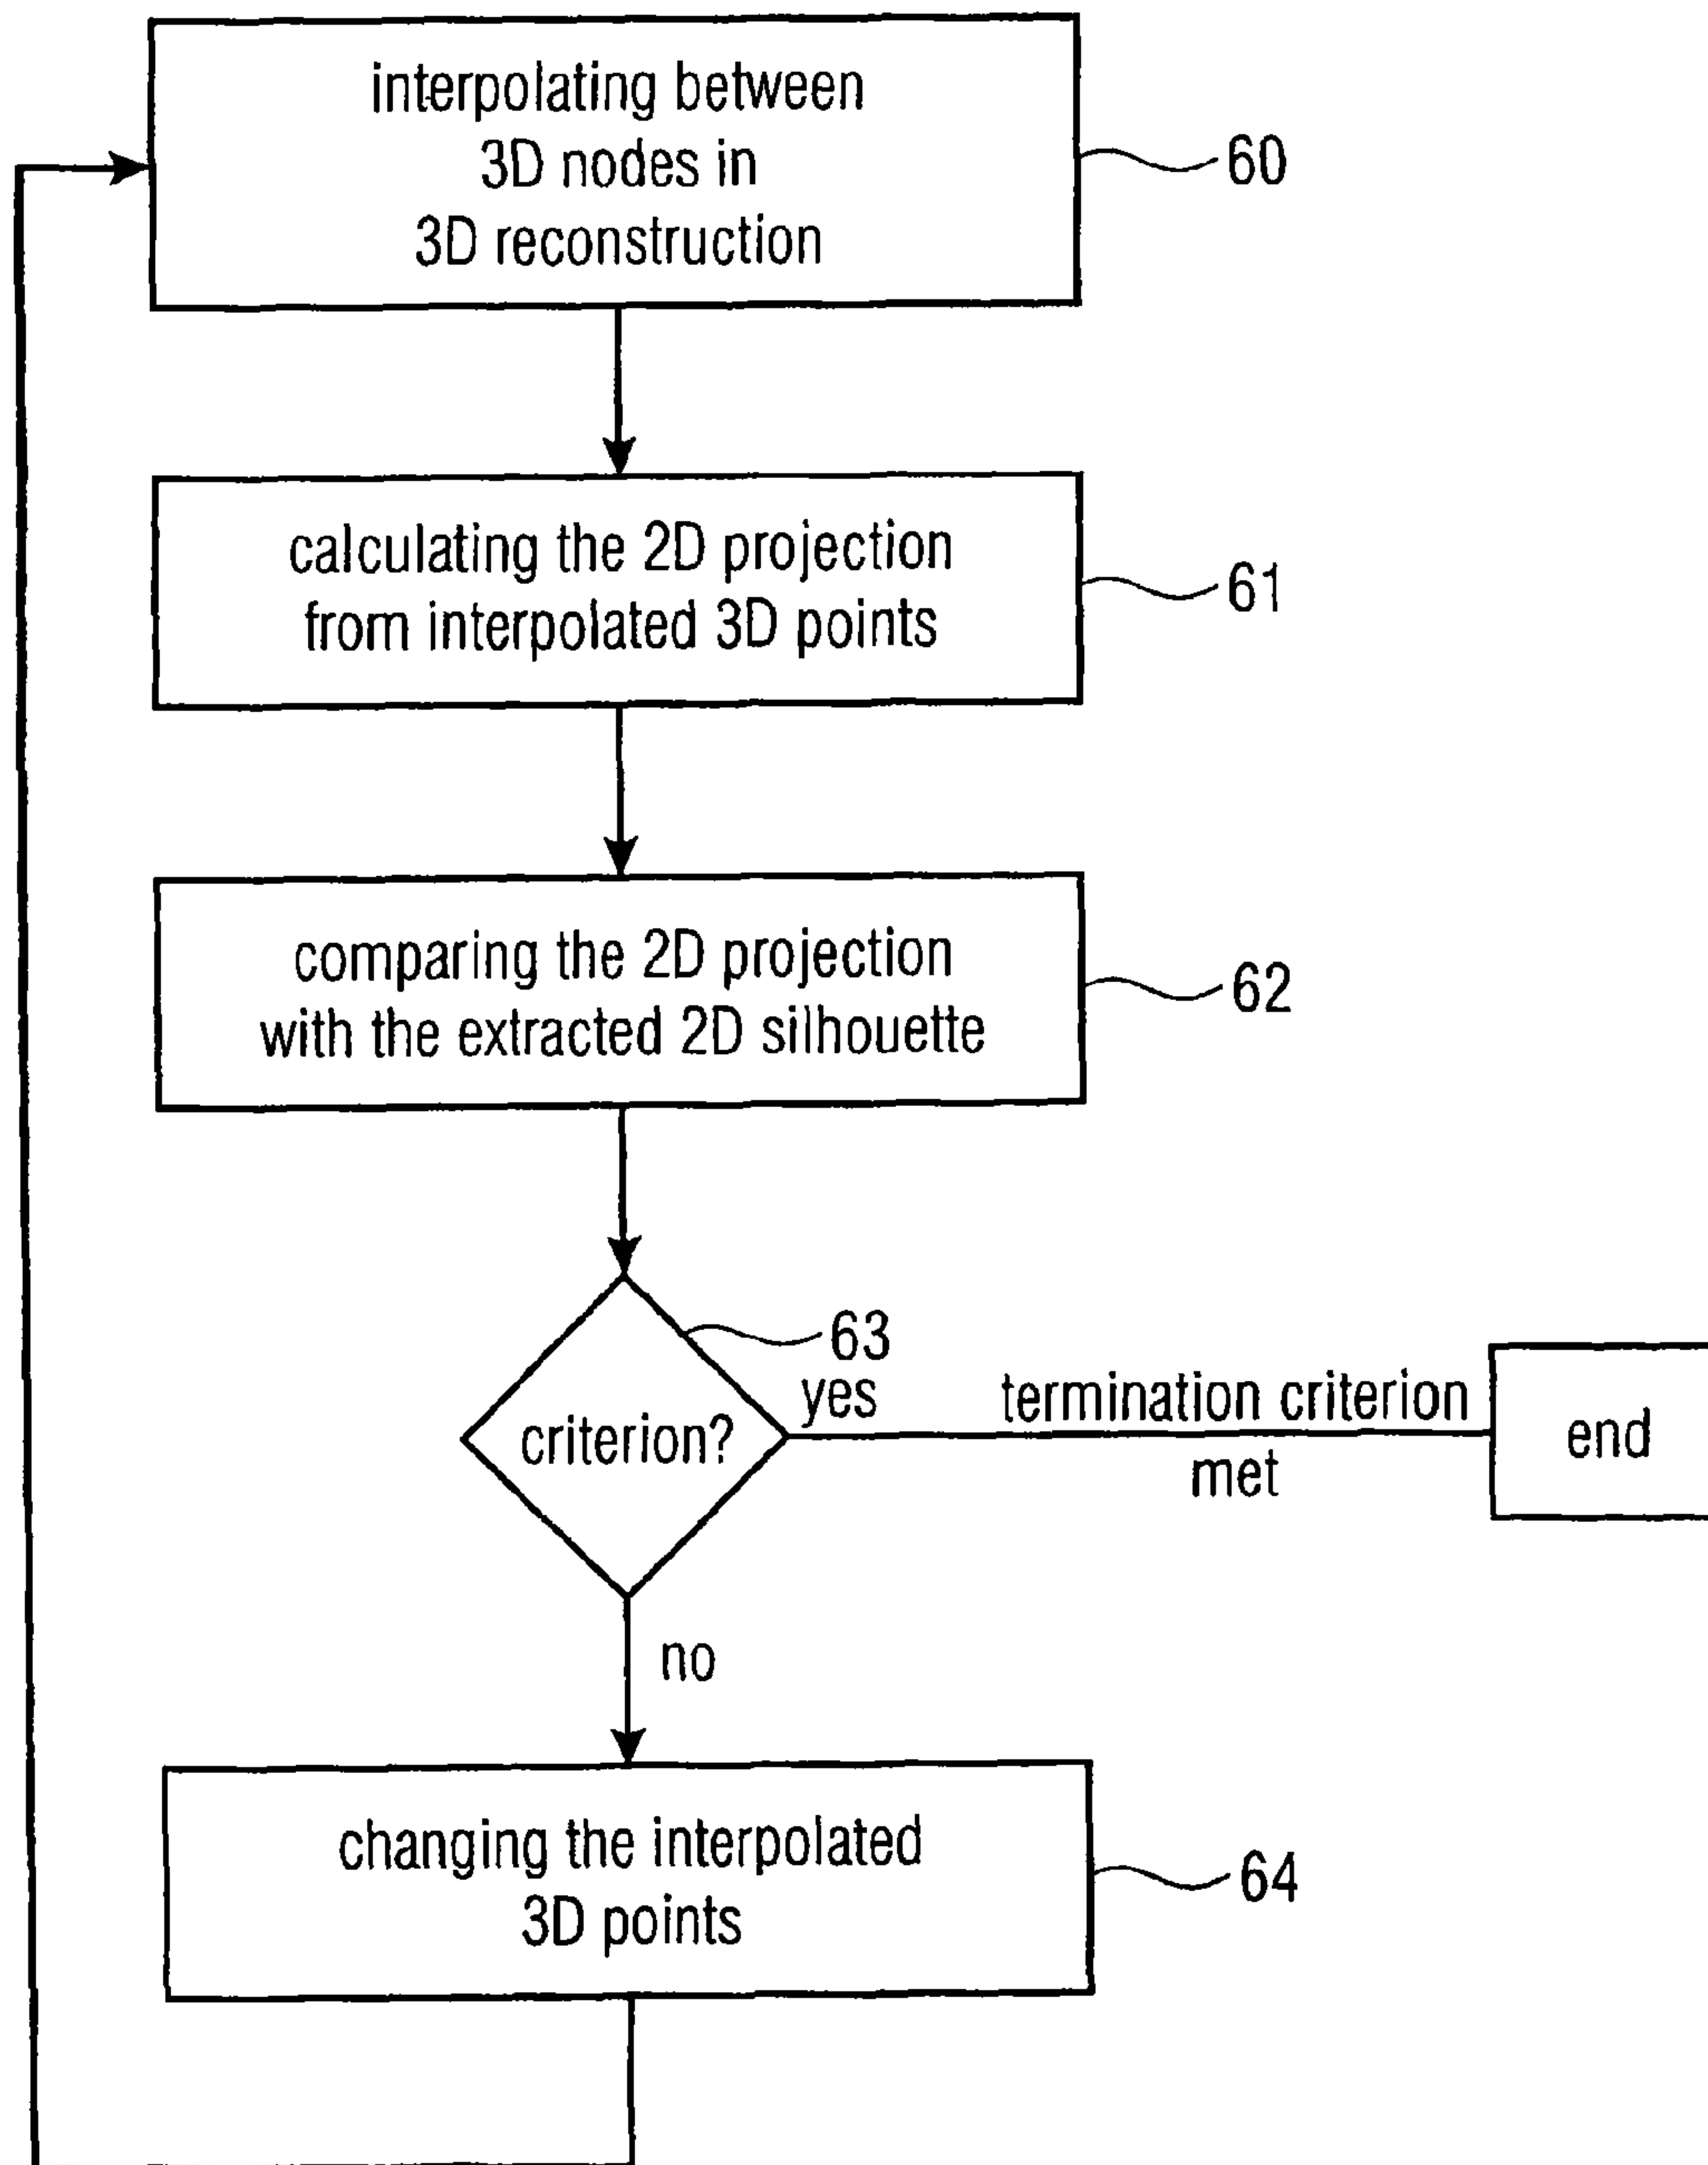 interpolating between
3D nodes in
3D reconstruction
60
calculating the 2D projection
from interpolated 3D points
61
comparing the 2D projection
with the extracted 2D silhouette
62
63
criterion?
yes
termination criterion
met
end
no
changing the interpolated
3D points
64